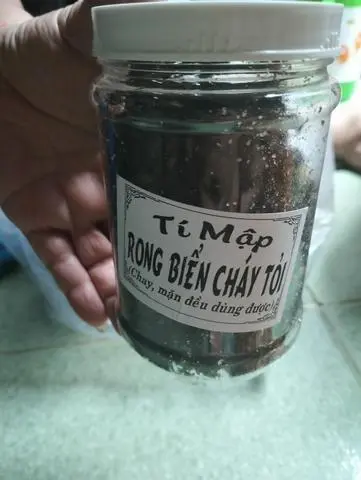 Tí Mập
RONG BIỂN CHÁY TỎI
(Chay, mặn đều dùng được)